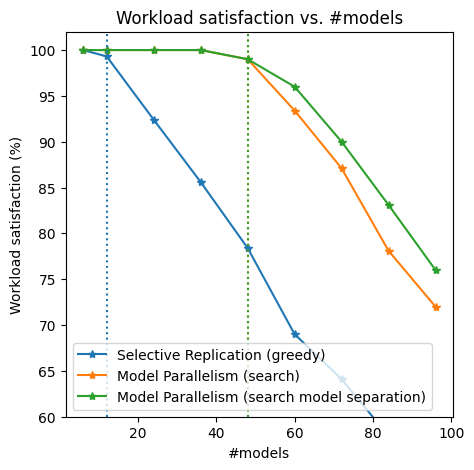 Workload satisfaction vs. #models
Workload satisfaction (%)
100
95
90
85
80
75
70
65
60
Selective Replication (greedy)
Model Parallelism (search)
Model Parallelism (search model separation)
20
40
60
80
100
#models